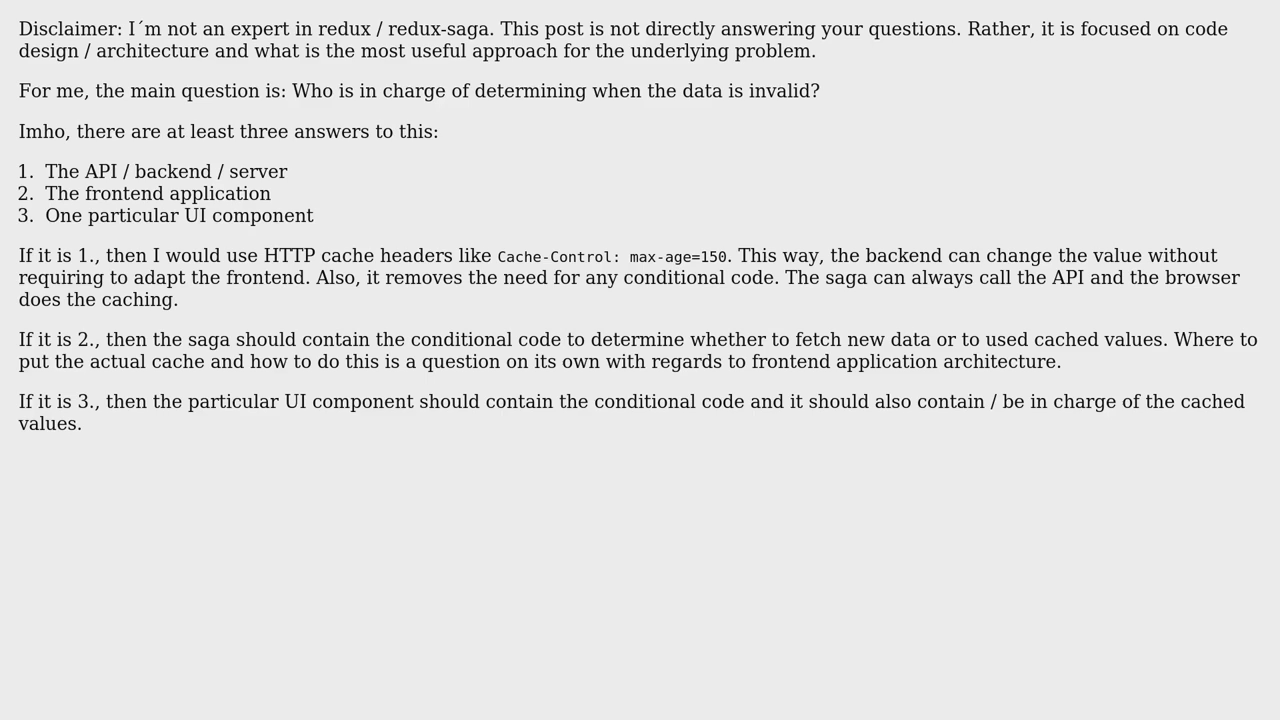 Disclaimer: I´m not an expert in redux / redux-saga. This post is not directly answering your questions. Rather, it is focused on code
design / architecture and what is the most useful approach for the underlying problem.
For me, the main question is: Who is in charge of determining when the data is invalid?
Imho, there are at least three answers to this:
1. The API / backend / server
2. The frontend application
3. One particular UI component
If it is 1., then I would use HTTP cache headers like Cache-Control: max-age=150. This way, the backend can change the value without
requiring to adapt the frontend. Also, it removes the need for any conditional code. The saga can always call the API and the browser
does the caching.
If it is 2., then the saga should contain the conditional code to determine whether to fetch new data or to used cached values. Where to
put the actual cache and how to do this is a question on its own with regards to frontend application architecture.
If it is 3., then the particular UI component should contain the conditional code and it should also contain / be in charge of the cached
values.